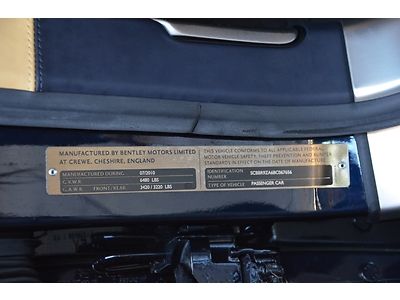 MANUFACTURED BY BENTLEY MOTORS LIMITED
AT CREWE, CHESHIRE, ENGLAND
MANUFACTURED DURING 07/2010
G.V.W.R 6480 LBS
G.A.W.R FRONT/REAR 3420 / 3220 LBS
THIS VEHICLE CONFORMS TO ALL APPLICABLE FEDERAL
MOTOR VEHICLE SAFETY, THEFT PREVENTION AND BUMPER
STANDARDS IN EFFECT ON THE DATE OF MANUFACTURE
IDENTIFICATION NUMBER
TYPE OF VEHICLE PASSENGER CAR